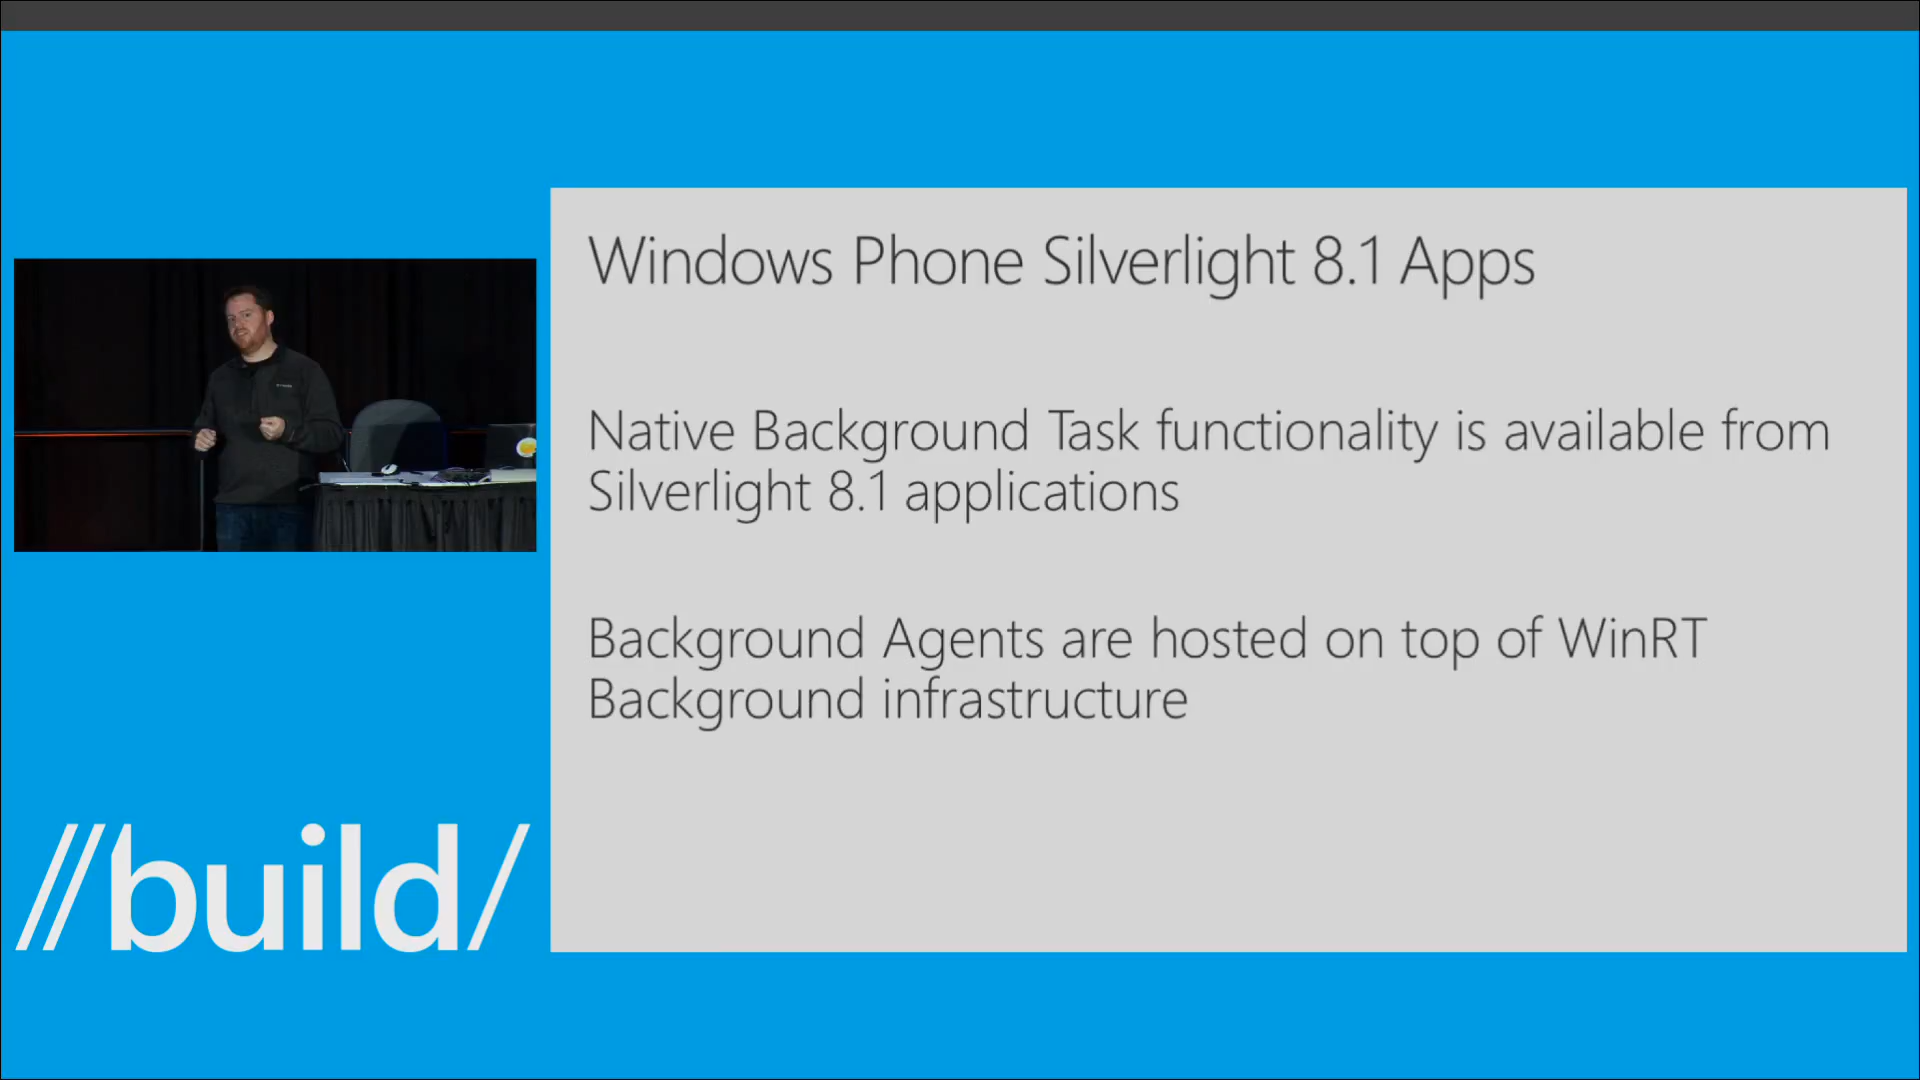 Windows Phone Silverlight 8.1 Apps
Native Background Task functionality is available from
Silverlight 8.1 applications
Background Agents are hosted on top of WinRT
Background infrastructure
//build/